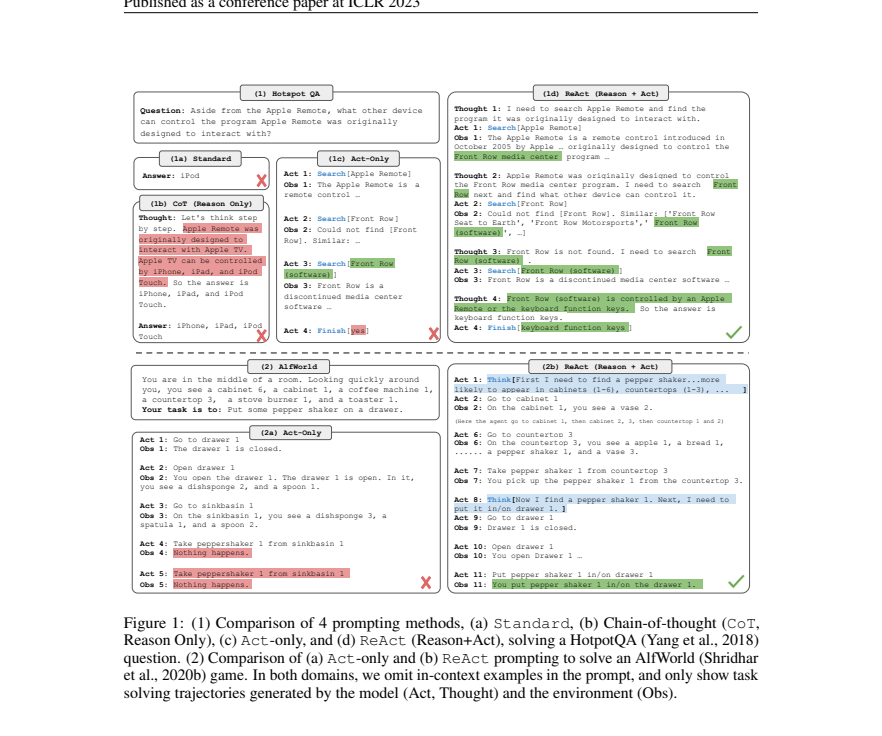 Published as a conference paper at ICLR 2023
(1) Hotspot QA
Question: Aside from the Apple Remote, what other device
can control the program Apple Remote was originally
designed to interact with?
(1a) Standard
Answer: iPod
(1b) CoT (Reason Only)
Thought: Let's think step
by step. Apple Remote was
originally designed to
interact with Apple TV.
Apple TV can be controlled
by iPhone, iPad, and iPod
Touch. So the answer is
iPhone, iPad, and iPod
Touch.
Answer: iPhone, iPad, iPod
Touch
(1c) Act-Only
Act 1: Search[Apple Remote]
Obs 1: The Apple Remote is a
remote control …
Act 2: Search[Front Row]
Obs 2: Could not find [Front
Row]. Similar: …
Act 3: Search[Front Row
(software)]
Obs 3: Front Row is a
discontinued media center
software …
Act 4: Finish[yes]
(1d) ReAct (Reason + Act)
Thought 1: I need to search Apple Remote and find the
program it was originally designed to interact with.
Act 1: Search[Apple Remote]
Obs 1: The Apple Remote is a remote control introduced in
October 2005 by Apple … originally designed to control the
Front Row media center program …
Thought 2: Apple Remote was originally designed to control
the Front Row media center program. I need to search Front
Row next and find what other device can control it.
Act 2: Search[Front Row]
Obs 2: Could not find [Front Row]. Similar: ['Front Row
Seat to Earth', 'Front Row Motorsports', 'Front Row
(software)', …]
Thought 3: Front Row is not found. I need to search Front
Row (software) .
Act 3: Search[Front Row (software)]
Obs 3: Front Row is a discontinued media center software …
Thought 4: Front Row (software) is controlled by an Apple
Remote or the keyboard function keys. So the answer is
keyboard function keys.
Act 4: Finish[keyboard function keys]
(2) AlfWorld
You are in the middle of a room. Looking quickly around
you, you see a cabinet 6, a cabinet 1, a coffee machine 1,
a countertop 3, a stove burner 1, and a toaster 1.
Your task is to: Put some pepper shaker on a drawer.
(2a) Act-Only
Act 1: Go to drawer 1
Obs 1: The drawer 1 is closed.
Act 2: Open drawer 1
Obs 2: You open the drawer 1. The drawer 1 is open. In it,
you see a dishsponge 2, and a spoon 1.
Act 3: Go to sinkbasin 1
Obs 3: On the sinkbasin 1, you see a dishsponge 3, a
spatula 1, and a spoon 2.
Act 4: Take peppershaker 1 from sinkbasin 1
Obs 4: Nothing happens.
Act 5: Take peppershaker 1 from sinkbasin 1
Obs 5: Nothing happens.
(2b) ReAct (Reason + Act)
Act 1: Think[First I need to find a pepper shaker...more
likely to appear in cabinets (1-6), countertops (1-3), ... ]
Act 2: Go to cabinet 1
Obs 2: On the cabinet 1, you see a vase 2.
(Here the agent go to cabinet 1, then cabinet 2, 3, then countertop 1 and 2)
Act 6: Go to countertop 3
Obs 6: On the countertop 3, you see a apple 1, a bread 1,
...... a pepper shaker 1, and a vase 3.
Act 7: Take pepper shaker 1 from countertop 3
Obs 7: You pick up the pepper shaker 1 from the countertop 3.
Act 8: Think[Now I find a pepper shaker 1. Next, I need to
put it in/on drawer 1. ]
Act 9: Go to drawer 1
Obs 9: Drawer 1 is closed.
Act 10: Open drawer 1
Obs 10: You open Drawer 1 …
Act 11: Put pepper shaker 1 in/on drawer 1
Obs 11: You put pepper shaker 1 in/on the drawer 1.
Figure 1: (1) Comparison of 4 prompting methods, (a) Standard, (b) Chain-of-thought (CoT,
Reason Only), (c) Act-only, and (d) ReAct (Reason+Act), solving a HotpotQA (Yang et al., 2018)
question. (2) Comparison of (a) Act-only and (b) ReAct prompting to solve an AlfWorld (Shridhar
et al., 2020b) game. In both domains, we omit in-context examples in the prompt, and only show task
solving trajectories generated by the model (Act, Thought) and the environment (Obs).